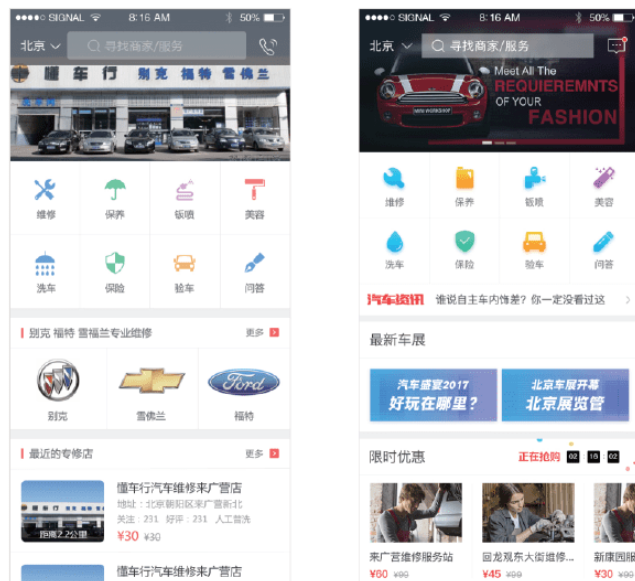 ●●●●○ SIGNAL 8:16 AM 50%
北京 寻找商家/服务
懂车行 别克 福特 雪佛兰
维修 保养 钣喷 美容
洗车 保险 验车 问答
别克 福特 雪福兰专业维修 更多
Ford
别克 雪佛兰 福特
最近的专修店 更多
懂车行汽车维修来广营店
地址:北京朝阳区来广营新北
关注:231 好评:231 人工普洗
距离2.2公里
¥30 ¥30
懂车行汽车维修来广营店
●●●●○ SIGNAL 8:16 AM 50%
北京 寻找商家/服务
Meet All The
REQUIEREMNTS
OF YOUR
FASHION
维修 保养 钣喷 美容
洗车 保险 验车 问答
汽车资讯 谁说自主车内饰差?你一定没看过这
最新车展
汽车盛宴2017
好玩在哪里?
北京车展开幕
北京展览管
限时优惠 正在抢购 02 15 02
来广营维修服务站 回龙观东大街维修... 新康园服
¥60 ¥99 ¥45 ¥99 ¥30 ¥99